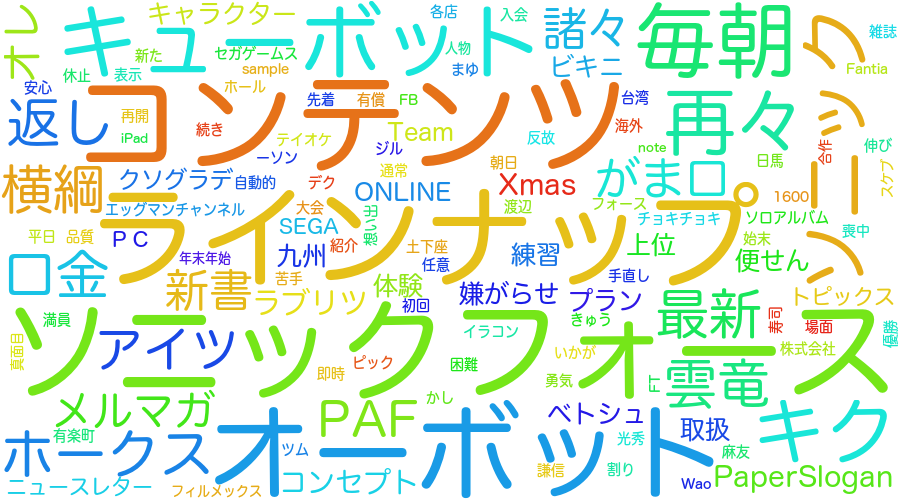 オレ
キャラクター
キューボット
各店
入会
諸々
毎朝
ワニックン
雑誌
新た
セガゲームス
人物
休止
表示
sample
まゆ
ビキニ
Fantia
安心
コンテンツ
ホール
先着
有償
FB
台湾
返し
再開
iPad
続き
テイオケ
Team
反故
海外
再々
合作
伸び
ジル
note
日馬
横綱
クソグラデ
自動的
ーソン
通常
朝日
がま口
スケブ
デク
ONLINE
Xmas
1600
エッグマンチャンネル
ラインナップ
大会
渡辺
フォース
チョキチョキ
ソロアルバム
平日
品質
PC
SEGA
紹介
想い出
喪中
年末年始
九州
土下座
任意
練習
上位
始末
便せん
口金
新書
苦手
ラブリツ
体験
初回
嫌がらせ
手直し
プラン
最新
トピックス
満員
ソニックフォース
真面目
アイツ
ピック
即時
イラコン
困難
きゅう
いかが
勇気
FF
寿司
場面
優勝
株式会社
雲竜
メルマガ
PAF
かし
ベトシュ
キク
有楽町
オーボット
ホークス
ツム
光秀
取扱
麻友
ニュースレター
フィルメックス
コンセプト
謙信
割り
Wao
PaperSlogan